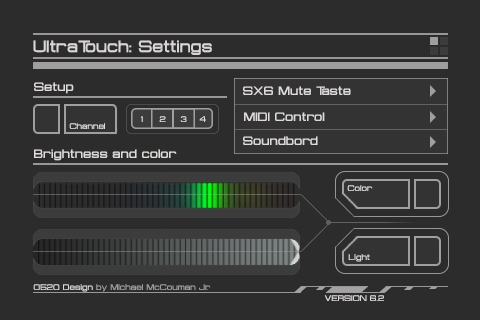 UltraTouch: Settings
Setup
Channel
1 2 3 4
SX6 Mute Taste
MIDI Control
Soundbord
Brightness and color
Color
Light
0620 Design by Michael McCouman Jr
VERSION 6.2